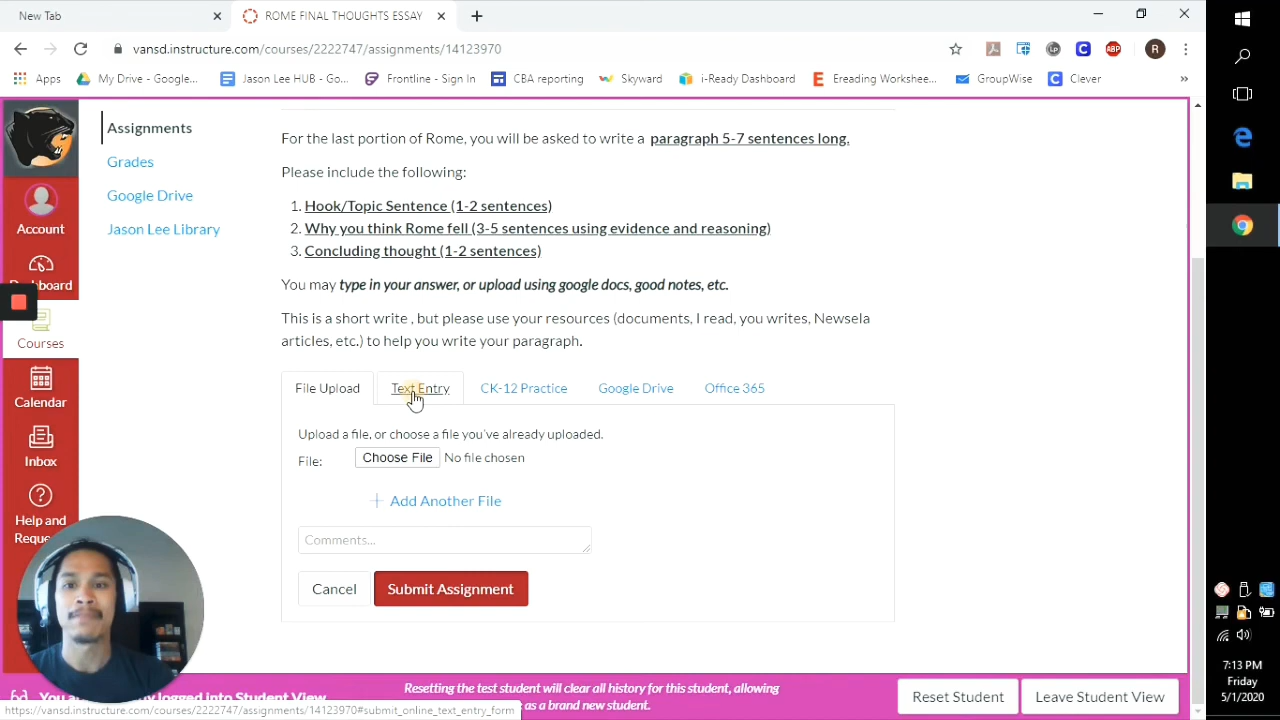 New Tab
ROME FINAL THOUGHTS ESSAY
vansd.instructure.com/courses/2222747/assignments/14123970
R
Apps
My Drive - Google...
Jason Lee HUB - Go...
Frontline - Sign In
CBA reporting
Skyward
i-Ready Dashboard
Ereading Workshee...
GroupWise
Clever
»
Account
Dashboard
Courses
Calendar
Inbox
Help and
Assignments
Grades
Google Drive
Jason Lee Library
For the last portion of Rome, you will be asked to write a paragraph 5-7 sentences long.
Please include the following:
1. Hook/Topic Sentence (1-2 sentences)
2. Why you think Rome fell (3-5 sentences using evidence and reasoning)
3. Concluding thought (1-2 sentences)
You may type in your answer, or upload using google docs, good notes, etc.
This is a short write , but please use your resources (documents, I read, you writes, Newsela
articles, etc.) to help you write your paragraph.
File Upload
Text Entry
CK-12 Practice
Google Drive
Office 365
Upload a file, or choose a file you've already uploaded.
File: Choose File No file chosen
Add Another File
Comments...
Cancel
Submit Assignment
logged into Student View
Resetting the test student will clear all history for this student, allowing
as a brand new student.
Reset Student
Leave Student View
https://vansd.instructure.com/courses/2222747/assignments/14123970#submit_online_text_entry_form
7:13 PM
Friday
5/1/2020